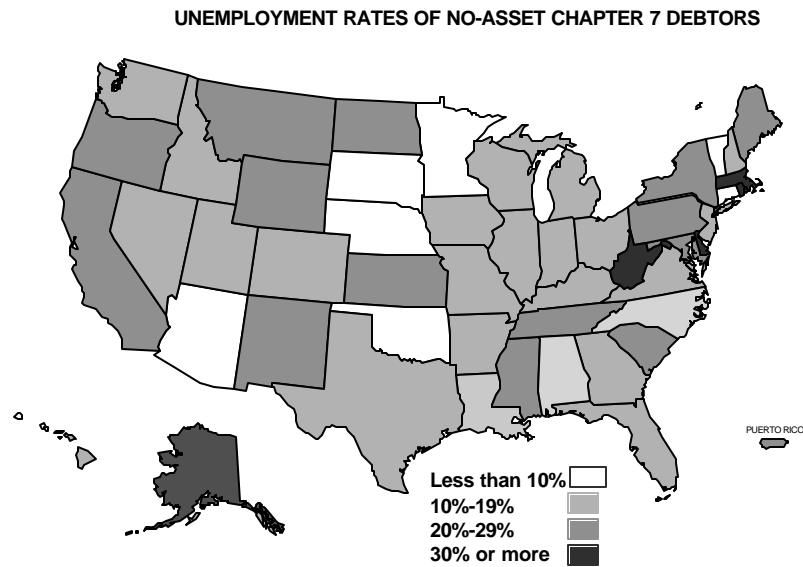 UNEMPLOYMENT RATES OF NO-ASSET CHAPTER 7 DEBTORS
PUERTO RICO
Less than 10%
10%-19%
20%-29%
30% or more